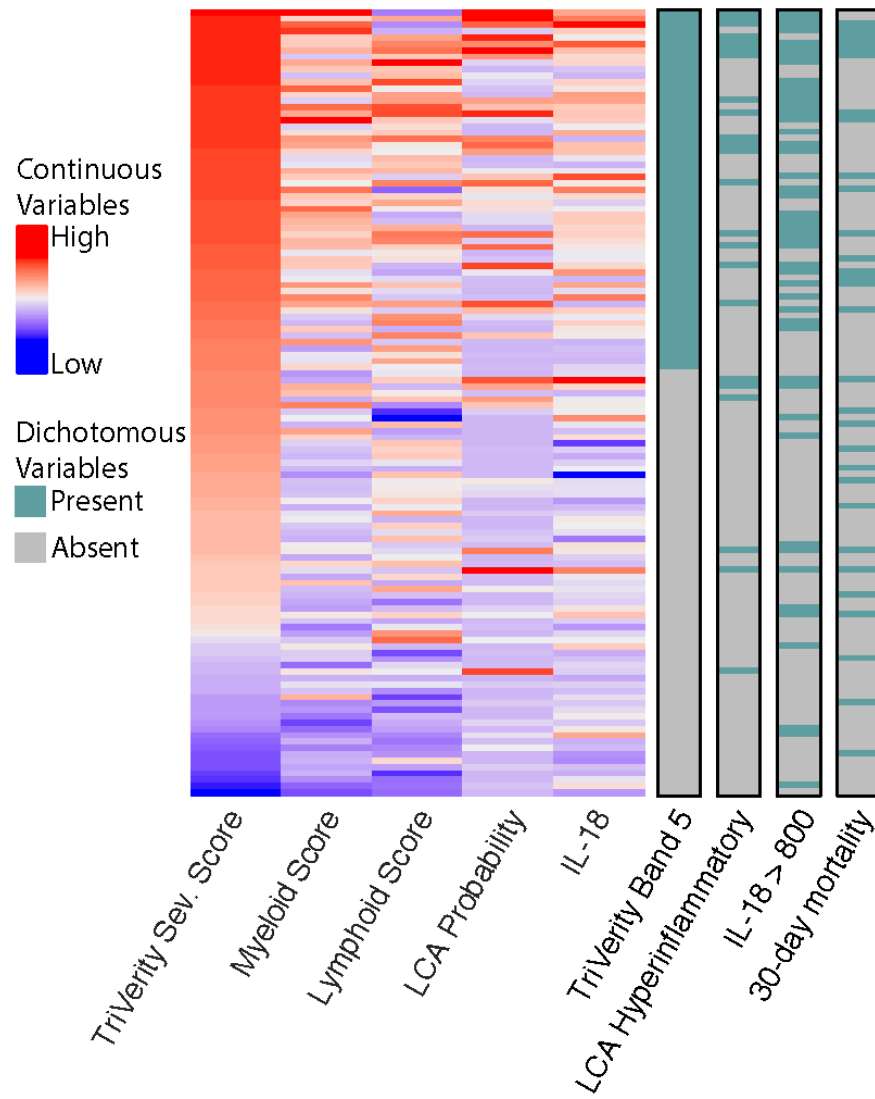 Continuous
Variables
High
Low
Dichotomous
Variables
Present
Absent
TriVerity Sev. Score
Myeloid Score
Lymphoid Score
LCA Probability
IL-18
TriVerity Band 5
LCA Hyperinflammatory
IL-18 > 800
30-day mortality